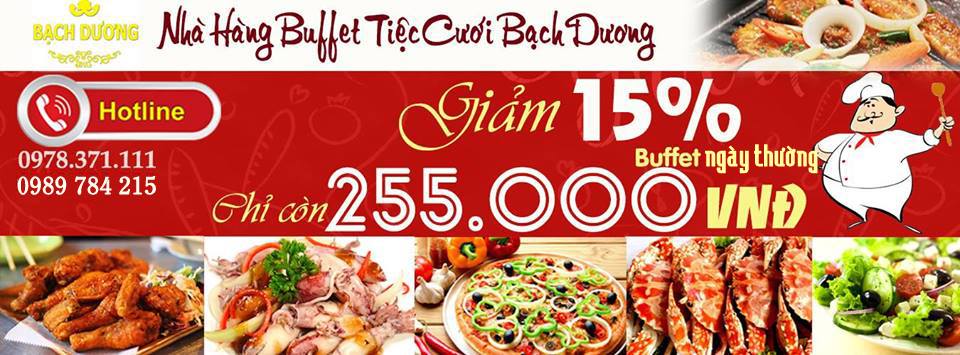 BẠCH DƯƠNG
Nhà Hàng Buffet Tiệc Cưới Bạch Dương
Hotline
0978.371.111
0989 784 215
Giảm 15%
Buffet ngày thường
Chỉ còn 255.000 VNĐ